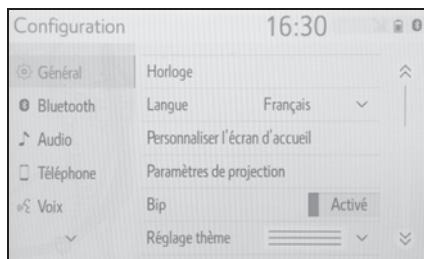 Configuration 16:30
Général
Bluetooth
Audio
Téléphone
Voix
Horloge
Langue Français
Personnaliser l'écran d'accueil
Paramètres de projection
Bip Activé
Réglage thème